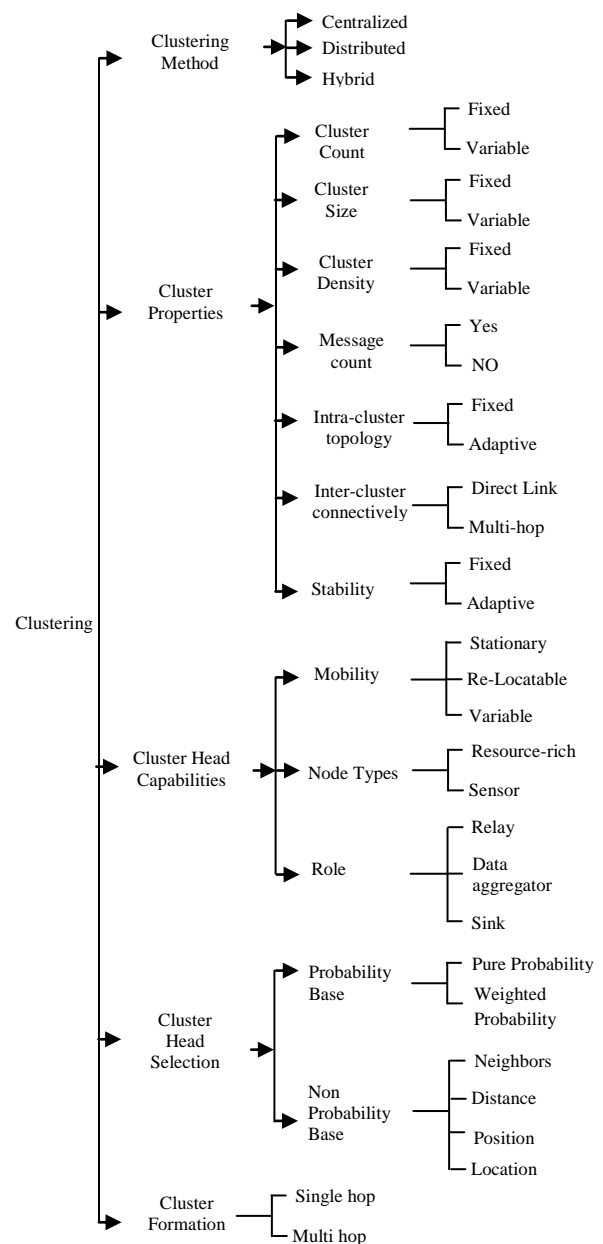 Clustering
Clustering
Method
Centralized
Distributed
Hybrid
Cluster
Properties
Cluster
Count
Fixed
Variable
Cluster
Size
Fixed
Variable
Cluster
Density
Fixed
Variable
Message
count
Yes
NO
Intra-cluster
topology
Fixed
Adaptive
Inter-cluster
connectively
Direct Link
Multi-hop
Stability
Fixed
Adaptive
Cluster Head
Capabilities
Mobility
Stationary
Re-Locatable
Variable
Node Types
Resource-rich
Sensor
Role
Relay
Data
aggregator
Sink
Cluster
Head
Selection
Probability
Base
Pure Probability
Weighted
Probability
Non
Probability
Base
Neighbors
Distance
Position
Location
Cluster
Formation
Single hop
Multi hop